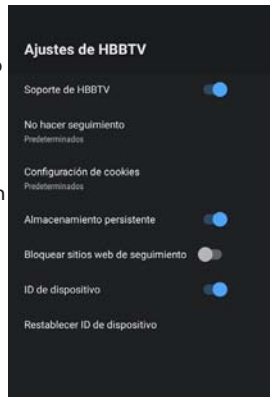 Ajustes de HBBTV
Soporte de HBBTV
No hacer seguimiento
Predeterminados
Configuración de cookies
Predeterminados
Almacenamiento persistente
Bloquear sitios web de seguimiento
ID de dispositivo
Restablecer ID de dispositivo